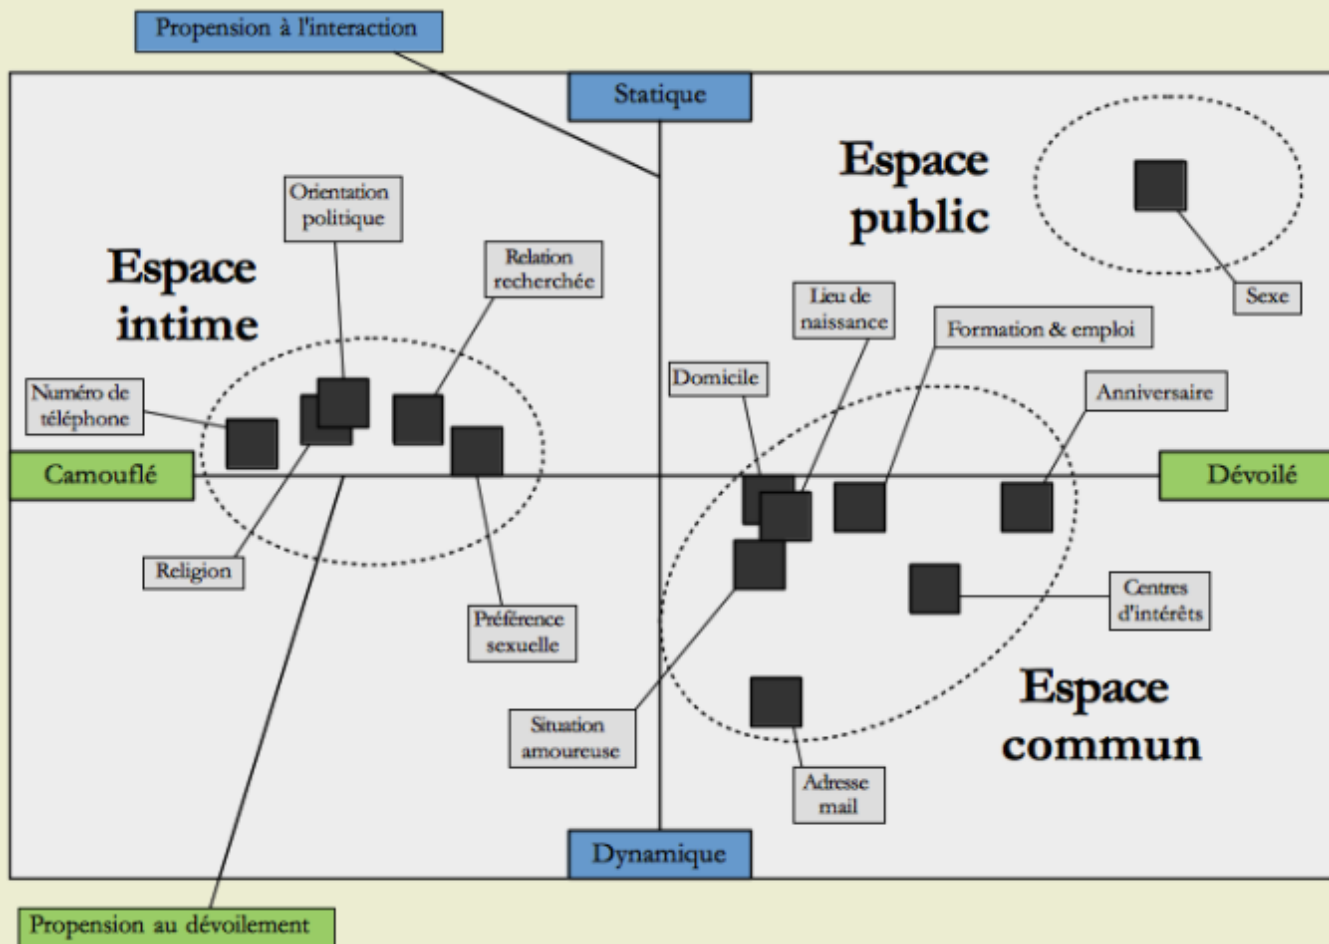 Propension à l'interaction
Statique
Espace
public
Orientation
politique
Espace
intime
Relation
recherchée
Sexe
Lieu de
naissance
Formation & emploi
Domicile
Anniversaire
Numéro de
téléphone
Camouflé
Dévoilé
Religion
Centres
d'intérêts
Préférence
sexuelle
Espace
commun
Situation
amoureuse
Adresse
mail
Dynamique
Propension au dévoilement